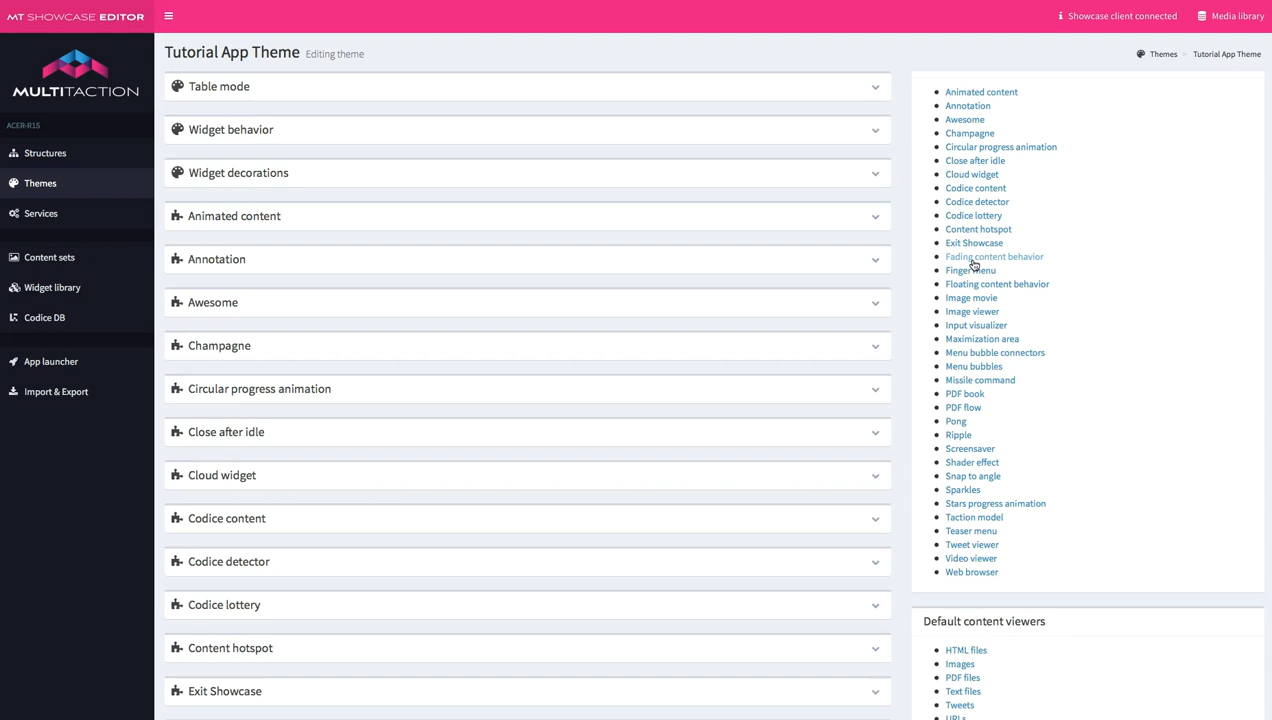 MT SHOWCASE EDITOR
Showcase client connected
Media library
MULTITACTION
ACER-R15
Structures
Themes
Services
Content sets
Widget library
Codice DB
App launcher
Import & Export
Tutorial App Theme Editing theme
Themes > Tutorial App Theme
Table mode
Widget behavior
Widget decorations
Animated content
Annotation
Awesome
Champagne
Circular progress animation
Close after idle
Cloud widget
Codice content
Codice detector
Codice lottery
Content hotspot
Exit Showcase
Animated content
Annotation
Awesome
Champagne
Circular progress animation
Close after idle
Cloud widget
Codice content
Codice detector
Codice lottery
Content hotspot
Exit Showcase
Fading content behavior
Finger menu
Floating content behavior
Image movie
Image viewer
Input visualizer
Maximization area
Menu bubble connectors
Menu bubbles
Missile command
PDF book
PDF flow
Pong
Ripple
Screensaver
Shader effect
Snap to angle
Sparkles
Stars progress animation
Taction model
Teaser menu
Tweet viewer
Video viewer
Web browser
Default content viewers
HTML files
Images
PDF files
Text files
Tweets
URLs